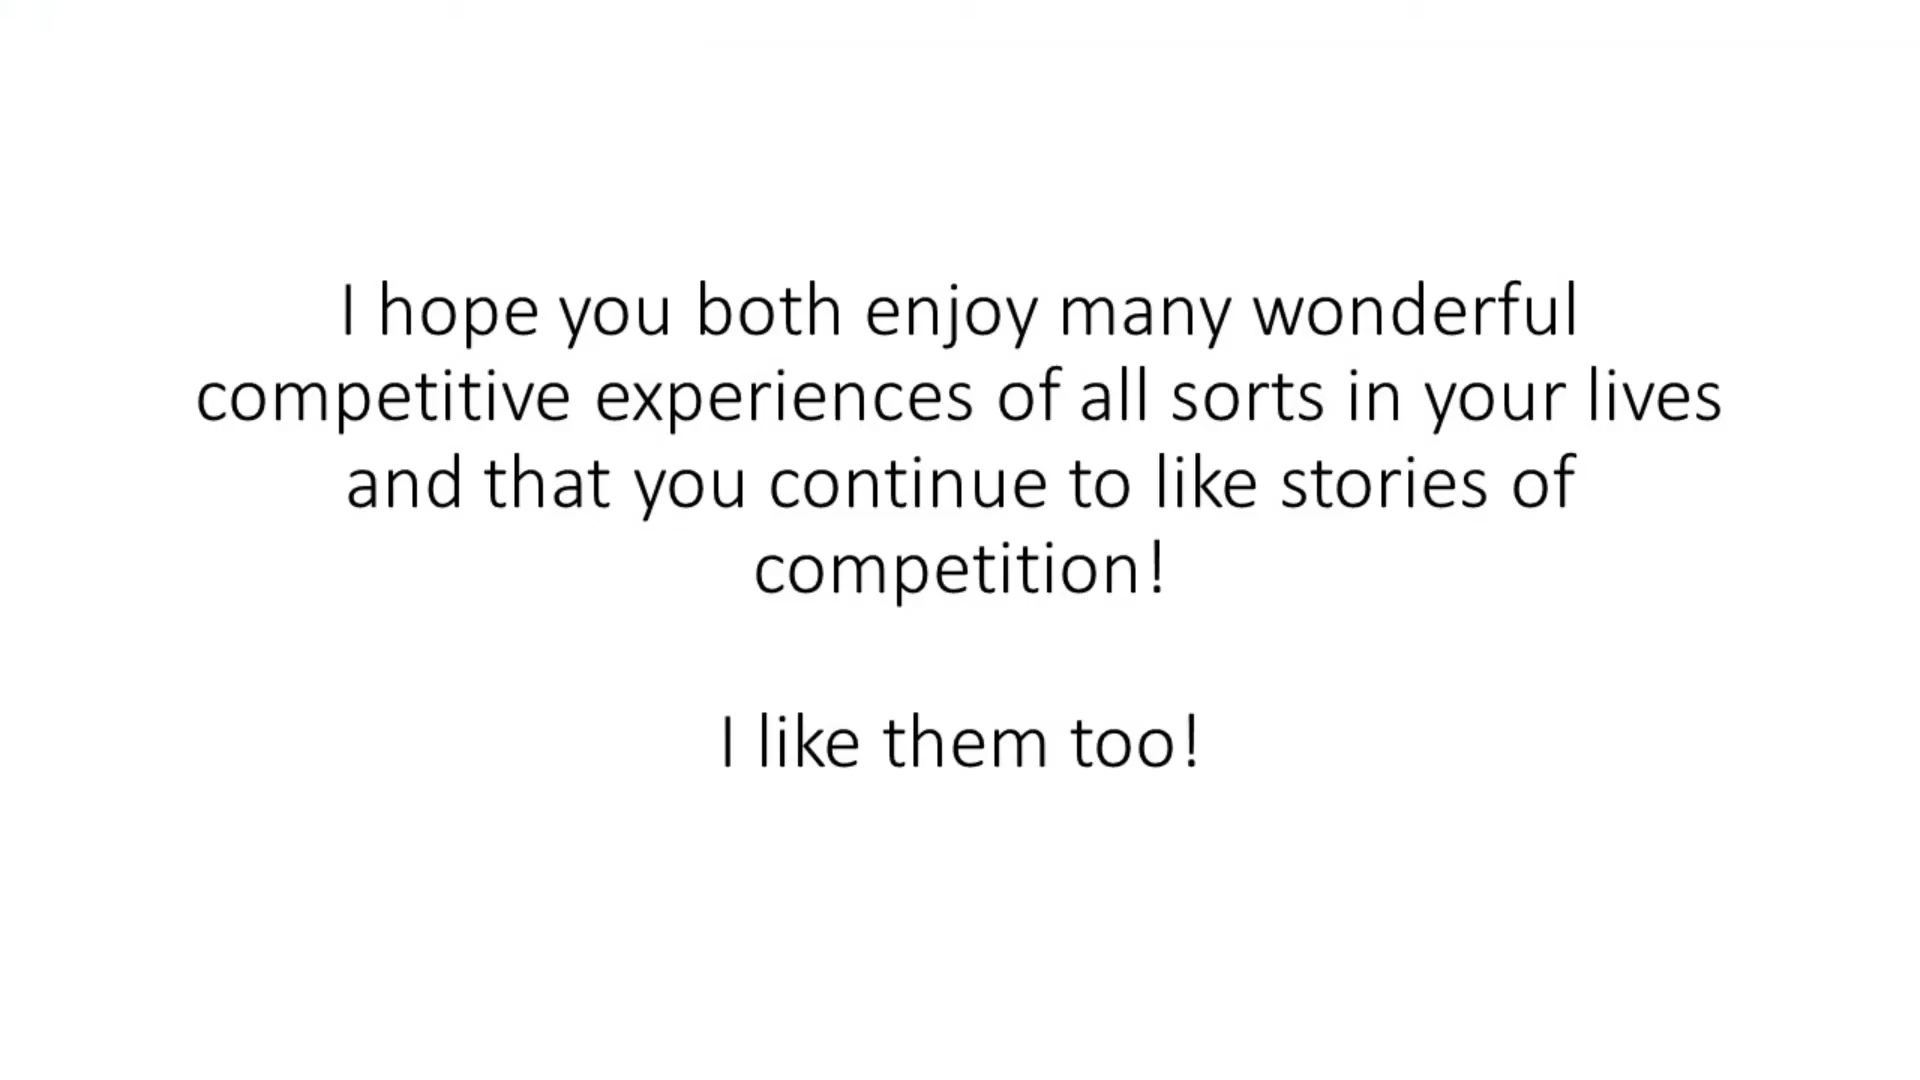 I hope you both enjoy many wonderful
competitive experiences of all sorts in your lives
and that you continue to like stories of
competition!
I like them too!